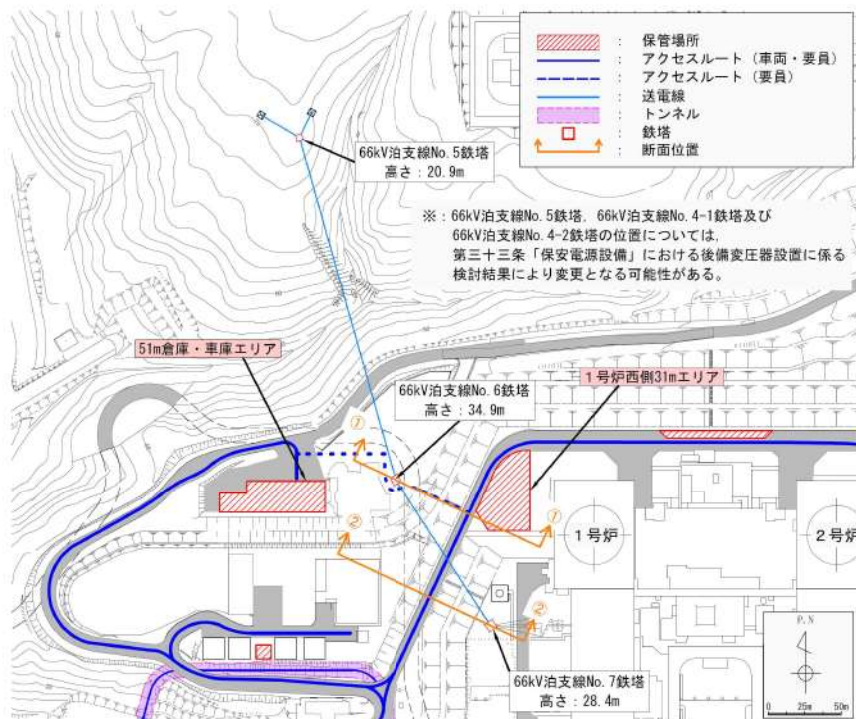 ： 保管場所
： アクセスルート（車両・要員）
： アクセスルート（要員）
： 送電線
： トンネル
： 鉄塔
： 断面位置
66kV泊支線No.5鉄塔
高さ：20.9m
※：66kV泊支線No.5鉄塔、66kV泊支線No.4-1鉄塔及び
66kV泊支線No.4-2鉄塔の位置については、
第三十三条「保安電源設備」における後備変圧器設置に係る
検討結果により変更となる可能性がある。
51m倉庫・車庫エリア
66kV泊支線No.6鉄塔
高さ：34.9m
1号炉西側31mエリア
①
①
②
②
1号炉
2号炉
66kV泊支線No.7鉄塔
高さ：28.4m
P.N
0 25m 50m